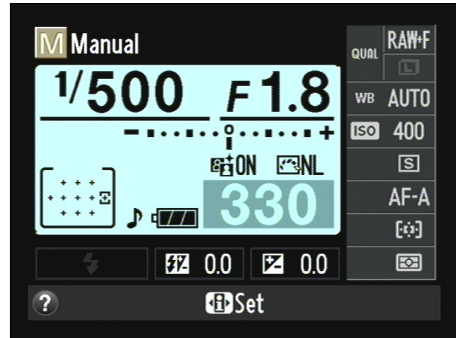 M Manual
QUAL RAW+F
L
1/500 F1.8
WB AUTO
- +
ISO 400
ON NL
S
330
AF-A
0.0 0.0
? i Set